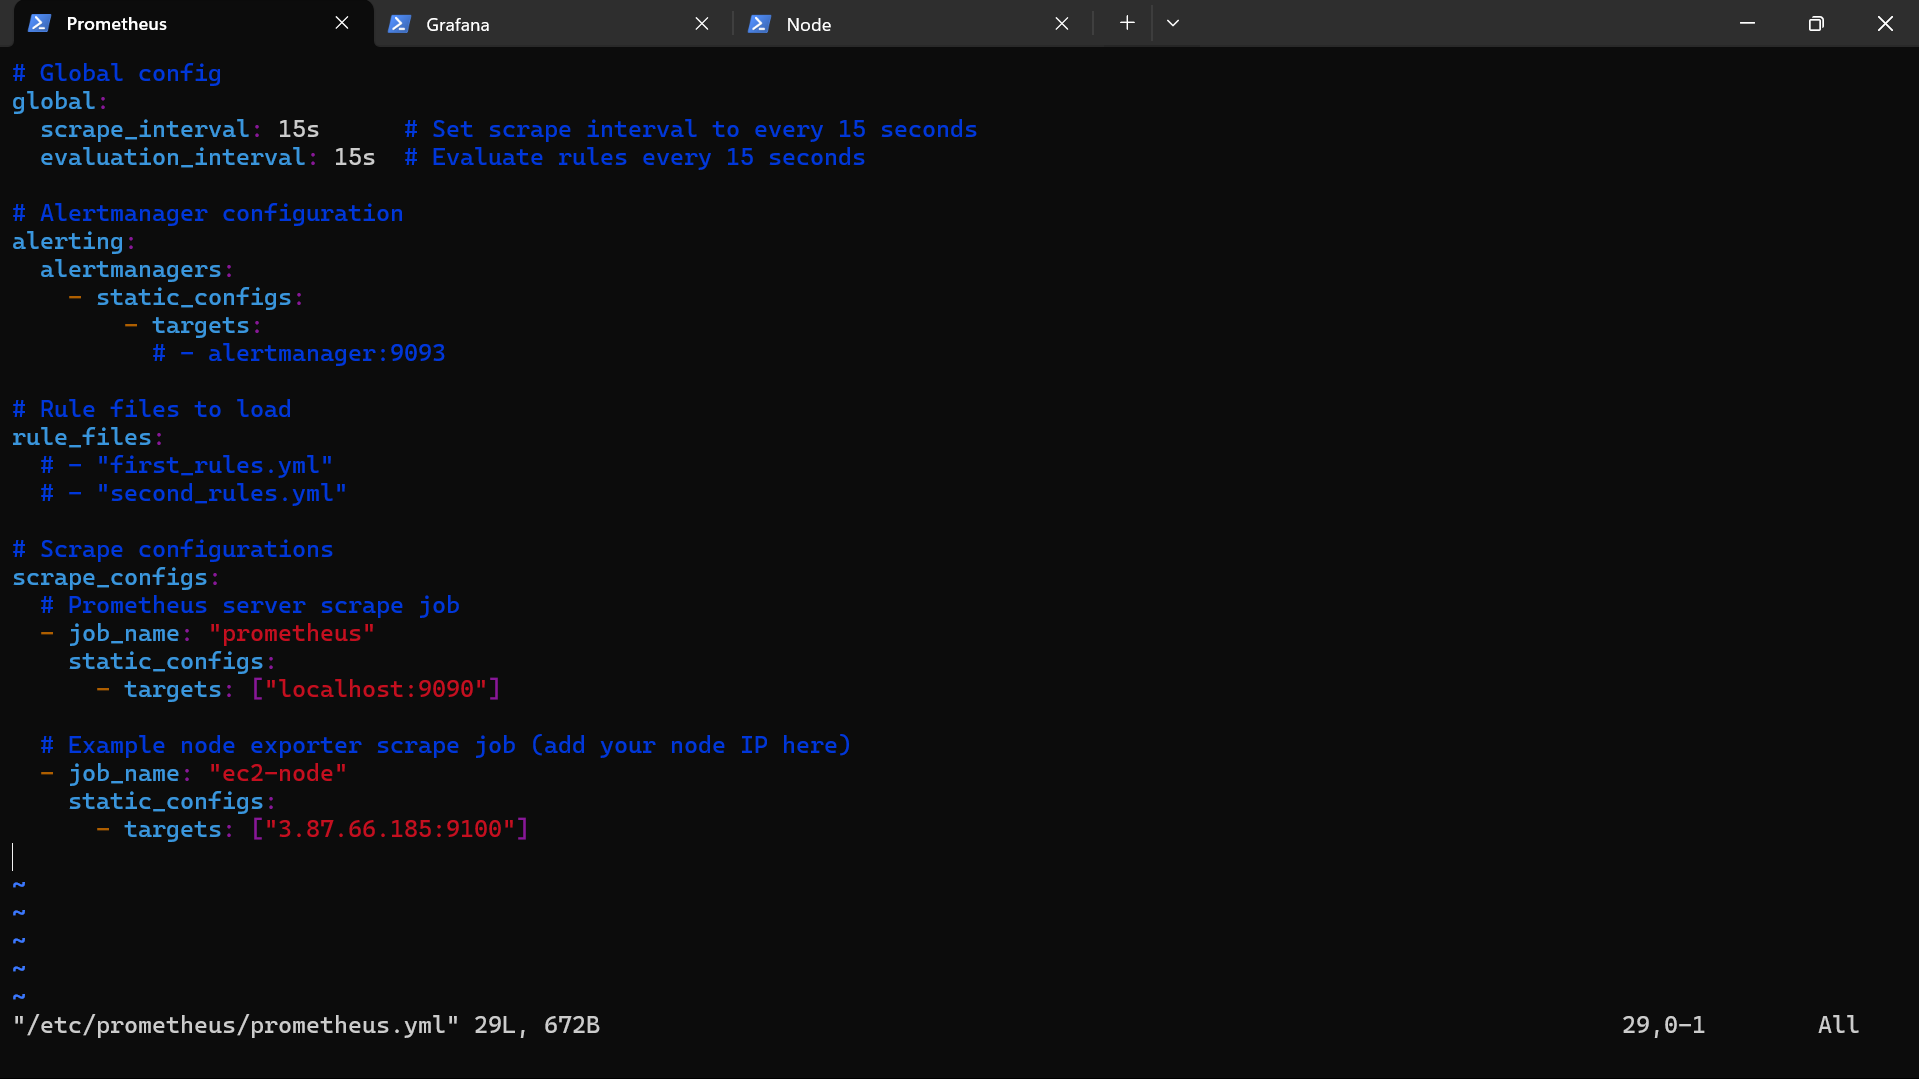 Prometheus
Grafana
Node
# Global config
global:
  scrape_interval: 15s      # Set scrape interval to every 15 seconds
  evaluation_interval: 15s  # Evaluate rules every 15 seconds

# Alertmanager configuration
alerting:
  alertmanagers:
    - static_configs:
        - targets:
          # - alertmanager:9093

# Rule files to load
rule_files:
  # - "first_rules.yml"
  # - "second_rules.yml"

# Scrape configurations
scrape_configs:
  # Prometheus server scrape job
  - job_name: "prometheus"
    static_configs:
      - targets: ["localhost:9090"]

  # Example node exporter scrape job (add your node IP here)
  - job_name: "ec2-node"
    static_configs:
      - targets: ["3.87.66.185:9100"]

~
~
~
~
~
"/etc/prometheus/prometheus.yml" 29L, 672B 29,0-1 All